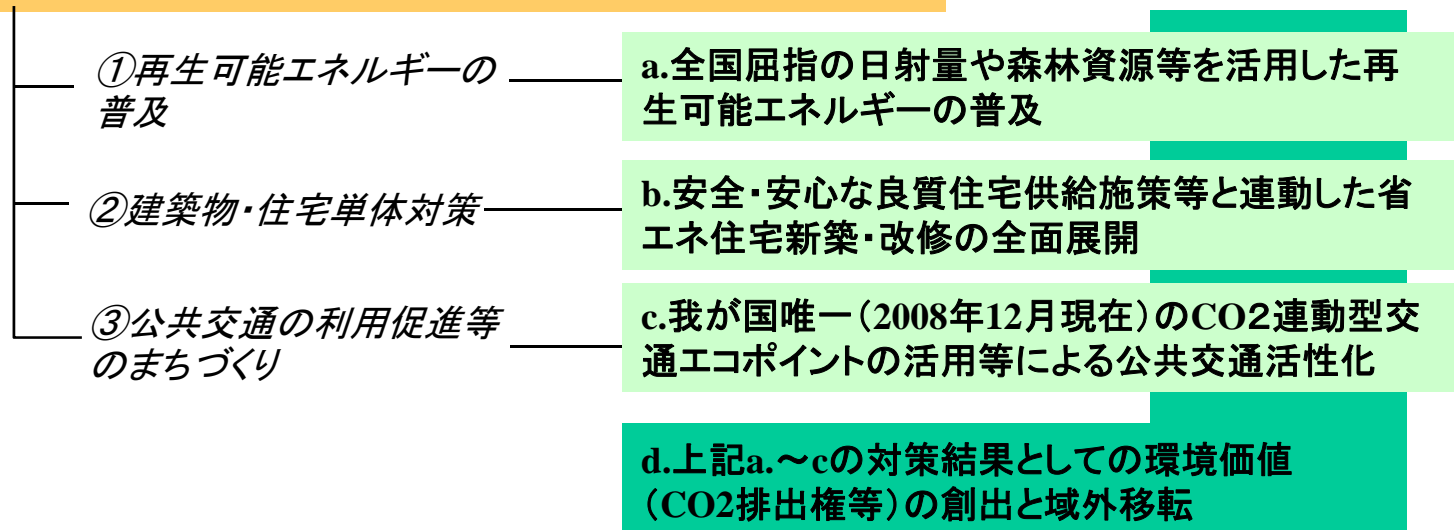 ①再生可能エネルギーの
普及
a.全国屈指の日射量や森林資源等を活用した再
生可能エネルギーの普及
②建築物・住宅単体対策
b.安全・安心な良質住宅供給施策等と連動した省
エネ住宅新築・改修の全面展開
③公共交通の利用促進等
のまちづくり
c.我が国唯一（2008年12月現在）のCO２連動型交
通エコポイントの活用等による公共交通活性化
d.上記a.～cの対策結果としての環境価値
（CO2排出権等）の創出と域外移転